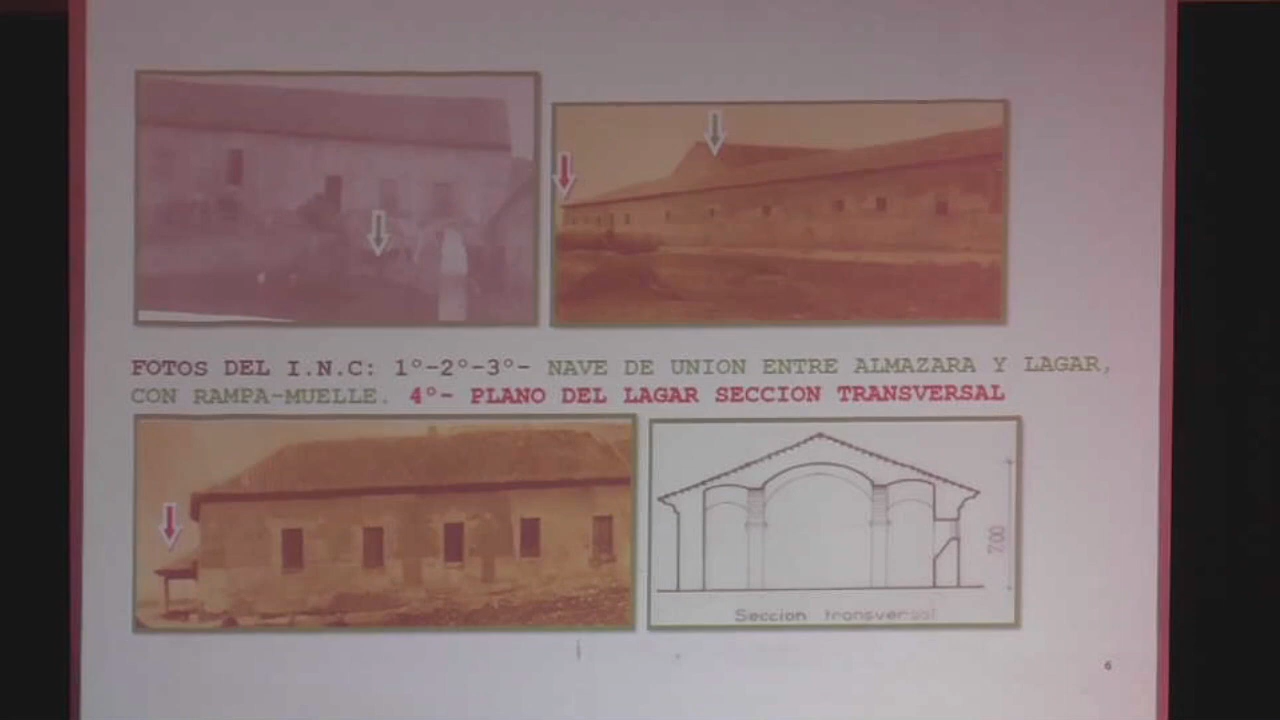 FOTOS DEL I.N.C: 1º-2º-3º- NAVE DE UNION ENTRE ALMAZARA Y LAGAR,
CON RAMPA-MUELLE. 4º- PLANO DEL LAGAR SECCION TRANSVERSAL
Seccion transversal
6